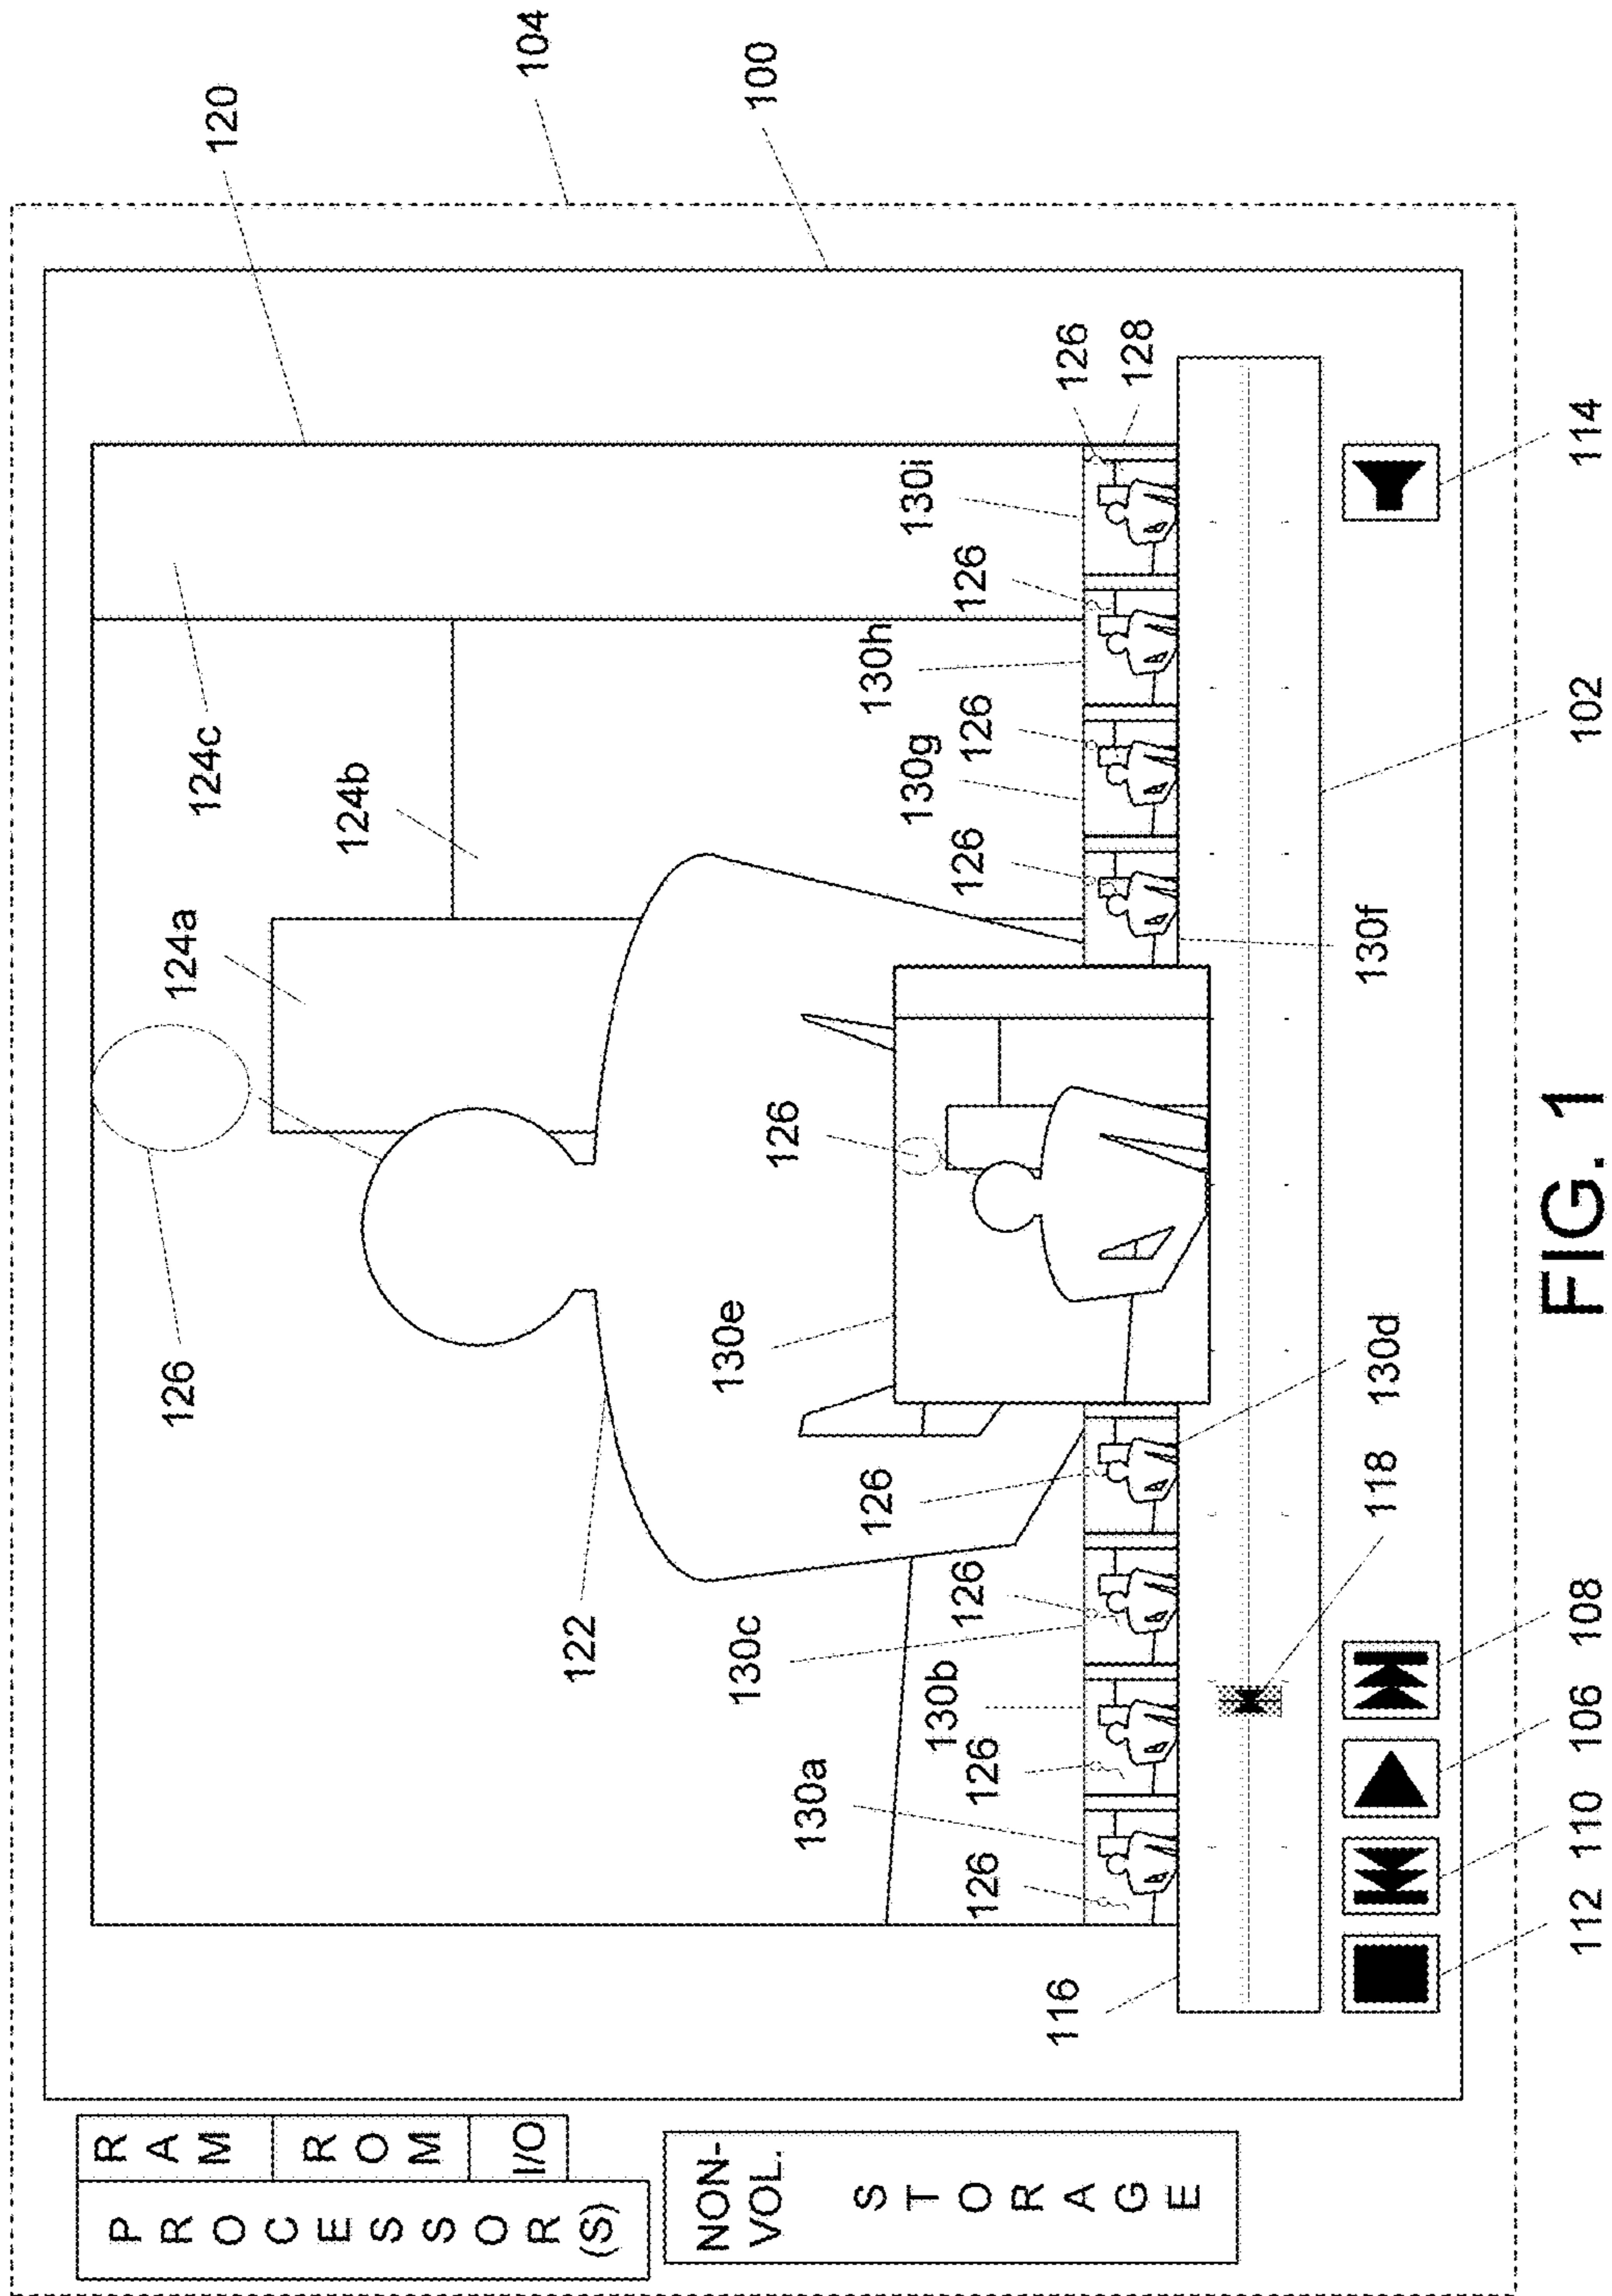 PROCESSOR(S)
RAM
ROM
I/O
NON-
VOL.
STORAGE
120
104
100
124c
124b
124a
126
122
130e
126
130i
126
128
126
130h
126
130g
126
130c
126
126
130b
126
130a
126
116
130f
130d
118
112
110
106
108
102
114
FIG. 1